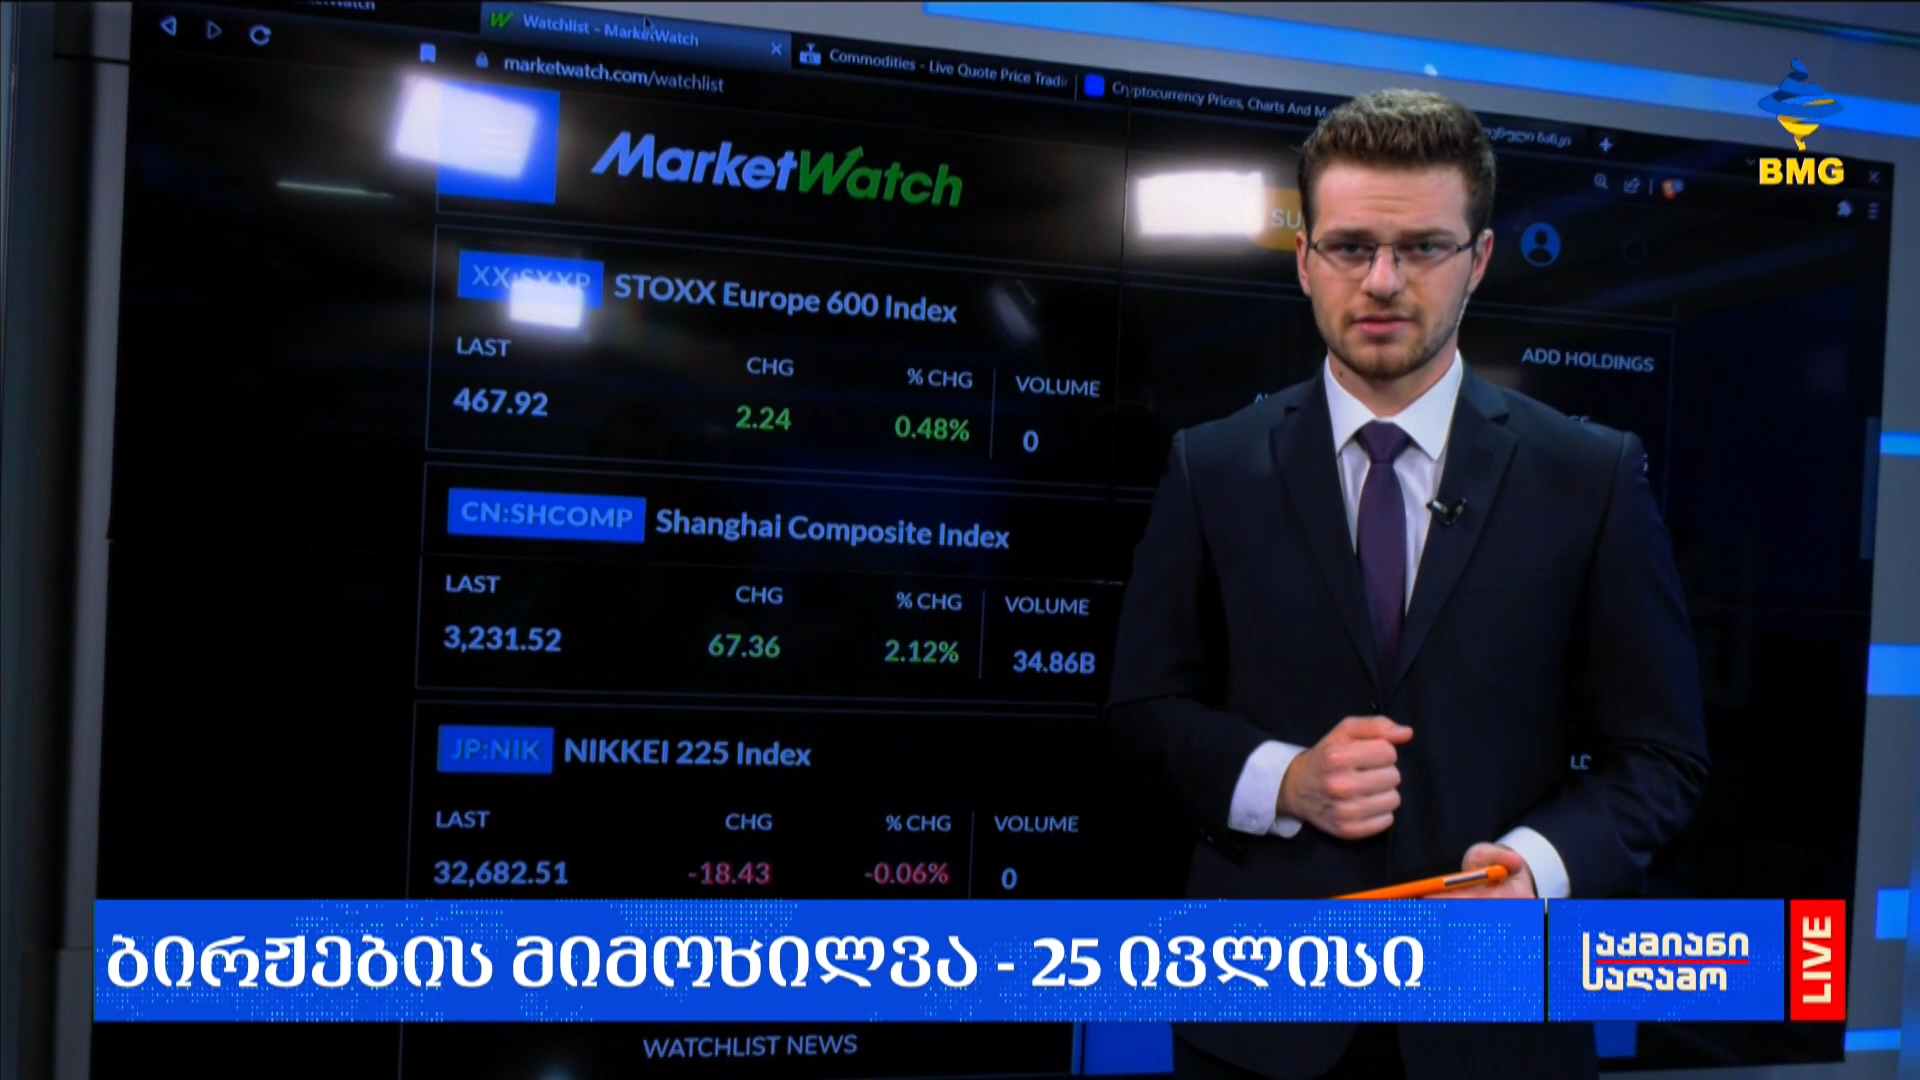 Watchlist - MarketWatch
Commodities - Live Quote Price Tradi
Cryptocurrency Prices, Charts And M
marketwatch.com/watchlist
BMG
MarketWatch
SU
STOXX Europe 600 Index
LAST CHG % CHG VOLUME
467.92 2.24 0.48% 0
ADD HOLDINGS
CN:SHCOMP Shanghai Composite Index
LAST CHG % CHG VOLUME
3,231.52 67.36 2.12% 34.86B
JP:NIK NIKKEI 225 Index
LAST CHG % CHG VOLUME
32,682.51 -18.43 -0.06% 0
ბირჟების მიმოხილვა - 25 ივლისი
საქმიანი
საღამო
LIVE
WATCHLIST NEWS